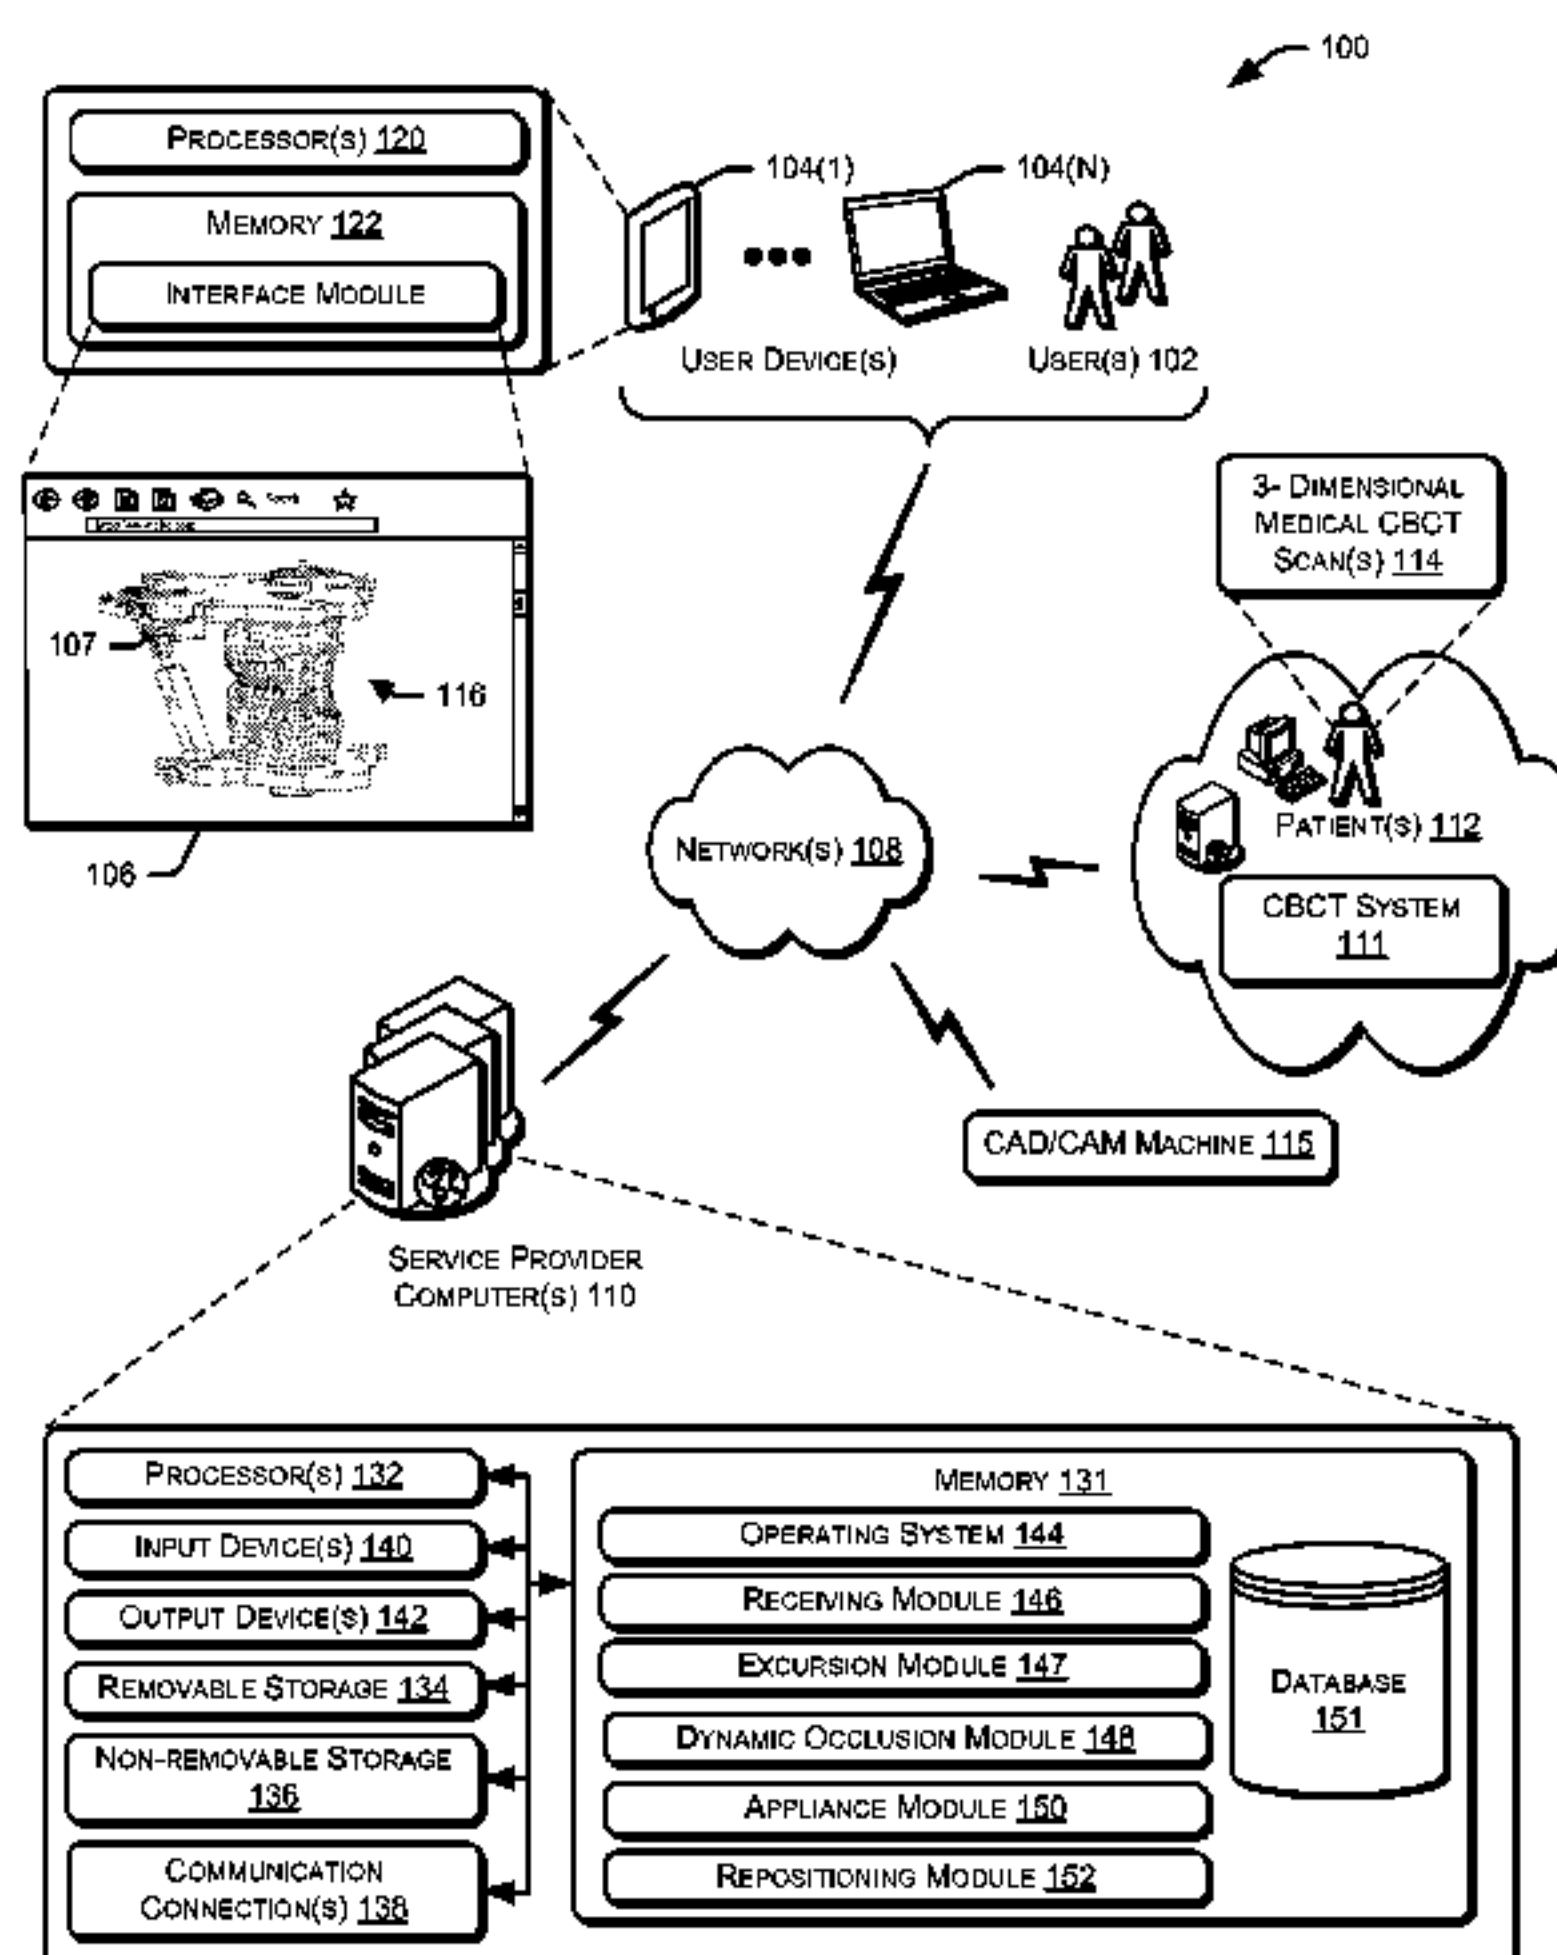 100
PROCESSOR(S) 120
MEMORY 122
INTERFACE MODULE
104(1)
104(N)
USER DEVICE(S)
USER(S) 102
107
116
106
3- DIMENSIONAL
MEDICAL CBCT
SCAN(S) 114
PATIENT(S) 112
CBCT SYSTEM
111
NETWORK(S) 108
CAD/CAM MACHINE 115
SERVICE PROVIDER
COMPUTER(S) 110
PROCESSOR(S) 132
INPUT DEVICE(S) 140
OUTPUT DEVICE(S) 142
REMOVABLE STORAGE 134
NON-REMOVABLE STORAGE
136
COMMUNICATION
CONNECTION(S) 138
MEMORY 131
OPERATING SYSTEM 144
RECEIVING MODULE 146
EXCURSION MODULE 147
DYNAMIC OCCLUSION MODULE 148
APPLIANCE MODULE 150
REPOSITIONING MODULE 152
DATABASE
151